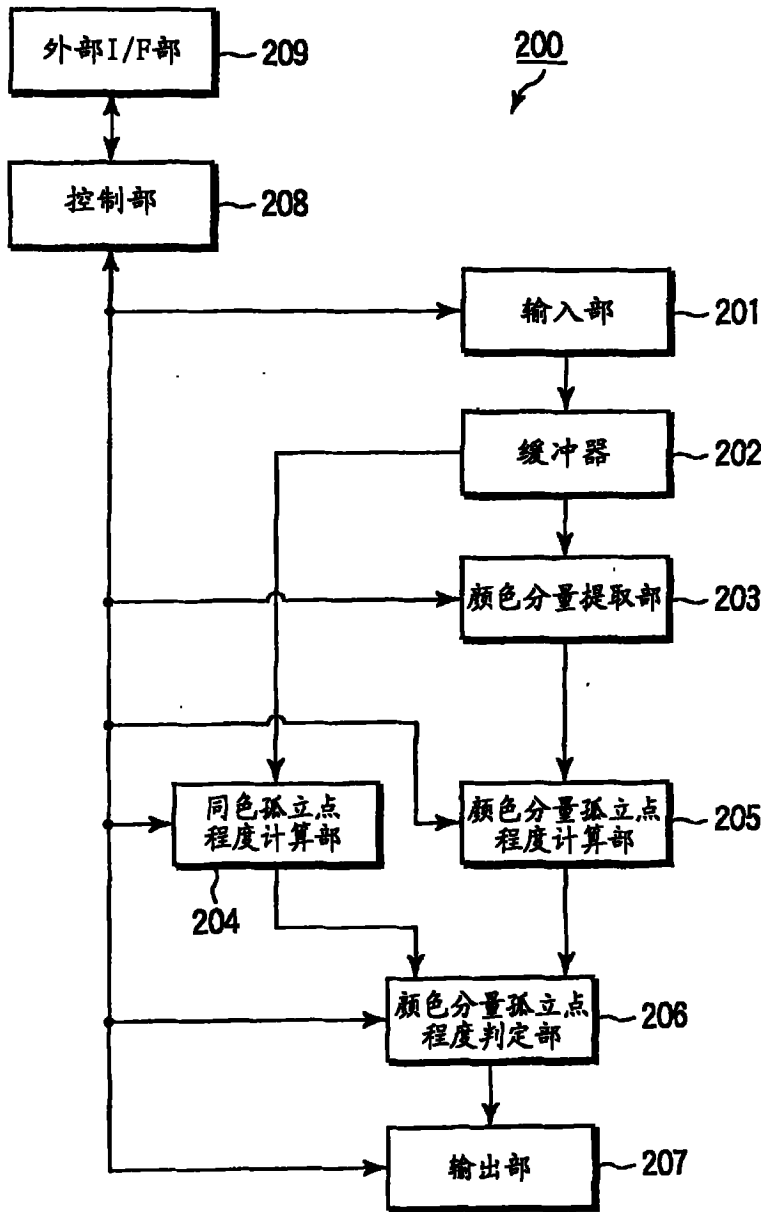 外部I/F部
209
200
控制部
208
输入部
201
缓冲器
202
颜色分量提取部
203
同色孤立点
程度计算部
204
颜色分量孤立点
程度计算部
205
颜色分量孤立点
程度判定部
206
输出部
207